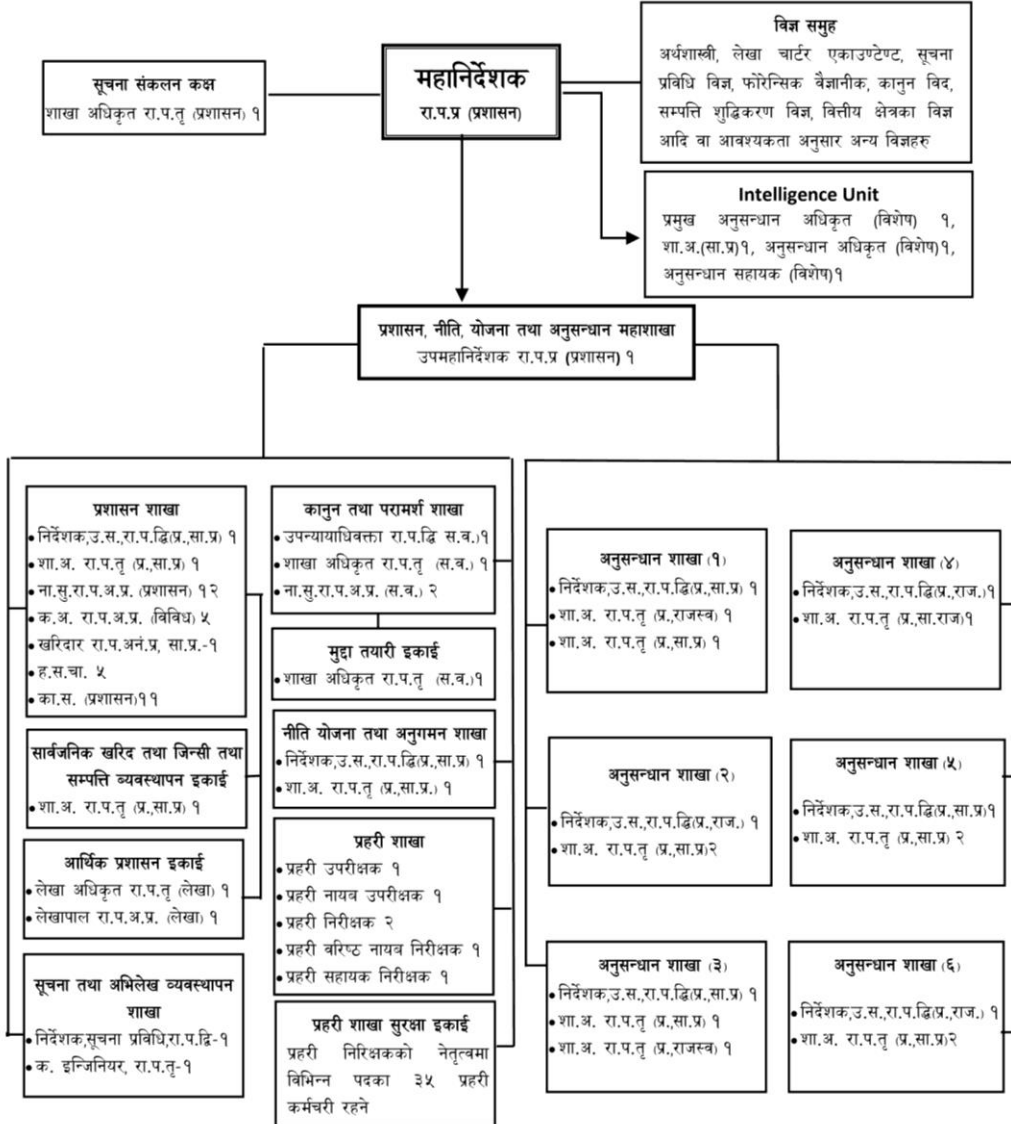 महानिर्देशक
रा.प.प्र (प्रशासन)
सूचना संकलन कक्ष
शाखा अधिकृत रा.प.तृ (प्रशासन) १
विज्ञ समुह
अर्थशास्त्री, लेखा चार्टर एकाउण्टेण्ट, सूचना
प्रविधि विज्ञ, फोरेन्सिक वैज्ञानीक, कानुन विद,
सम्पत्ति शुद्धिकरण विज्ञ, वित्तीय क्षेत्रका विज्ञ
आदि वा आवश्यकता अनुसार अन्य विज्ञहरु
Intelligence Unit
प्रमुख अनुसन्धान अधिकृत (विशेष) १,
शा.अ.(सा.प्र)१, अनुसन्धान अधिकृत (विशेष)१,
अनुसन्धान सहायक (विशेष)१
प्रशासन, नीति, योजना तथा अनुसन्धान महाशाखा
उपमहानिर्देशक रा.प.प्र (प्रशासन) १
प्रशासन शाखा
• निर्देशक,उ.स.,रा.प.द्वि(प्र.,सा.प्र) १
• शा.अ. रा.प.तृ (प्र.,सा.प्र) १
• ना.सु.रा.प.अ.प्र. (प्रशासन) १२
• क.अ. रा.प.अ.प्र. (विविध) ५
• खरिदार रा.प.अनं.प्र, सा.प्र.-१
• ह.स.चा. ५
• का.स. (प्रशासन)११
सार्वजनिक खरिद तथा जिन्सी तथा
सम्पत्ति व्यवस्थापन इकाई
• शा.अ. रा.प.तृ (प्र.,सा.प्र) १
आर्थिक प्रशासन इकाई
• लेखा अधिकृत रा.प.तृ (लेखा) १
• लेखापाल रा.प.अ.प्र. (लेखा) १
सूचना तथा अभिलेख व्यवस्थापन
शाखा
• निर्देशक,सूचना प्रविधि,रा.प.द्वि-१
• क. इन्जिनियर, रा.प.तृ-१
कानुन तथा परामर्श शाखा
• उपन्यायाधिवक्ता रा.प.द्वि स.व.)१
• शाखा अधिकृत रा.प.तृ (स.व.) १
• ना.सु.रा.प.अ.प्र. (स.व.) २
मुद्दा तयारी इकाई
• शाखा अधिकृत रा.प.तृ (स.व.)१
नीति योजना तथा अनुगमन शाखा
• निर्देशक,उ.स.,रा.प.द्वि(प्र.,सा.प्र) १
• शा.अ. रा.प.तृ (प्र.,सा.प्र.) १
प्रहरी शाखा
• प्रहरी उपरीक्षक १
• प्रहरी नायब उपरीक्षक १
• प्रहरी निरीक्षक २
• प्रहरी वरिष्ठ नायब निरीक्षक १
• प्रहरी सहायक निरीक्षक १
प्रहरी शाखा सुरक्षा इकाई
प्रहरी निरिक्षकको नेतृत्वमा
विभिन्न पदका ३५ प्रहरी
कर्मचरी रहने
अनुसन्धान शाखा (१)
• निर्देशक,उ.स.,रा.प.द्वि(प्र.,सा.प्र) १
• शा.अ. रा.प.तृ (प्र.,राजस्व) १
• शा.अ. रा.प.तृ (प्र.,सा.प्र) १
अनुसन्धान शाखा (२)
• निर्देशक,उ.स.,रा.प.द्वि(प्र.,राज.) १
• शा.अ. रा.प.तृ (प्र.,सा.प्र)२
अनुसन्धान शाखा (३)
• निर्देशक,उ.स.,रा.प.द्वि(प्र.,सा.प्र) १
• शा.अ. रा.प.तृ (प्र.,सा.प्र) १
• शा.अ. रा.प.तृ (प्र.,राजस्व) १
अनुसन्धान शाखा (४)
• निर्देशक,उ.स.,रा.प.द्वि(प्र.,राज.)१
• शा.अ. रा.प.तृ (प्र.,सा.राज)१
अनुसन्धान शाखा (५)
• निर्देशक,उ.स.,रा.प.द्वि(प्र.,सा.प्र)१
• शा.अ. रा.प.तृ (प्र.,सा.प्र) २
अनुसन्धान शाखा (६)
• निर्देशक,उ.स.,रा.प.द्वि(प्र.,राज.) १
• शा.अ. रा.प.तृ (प्र.,सा.प्र)२